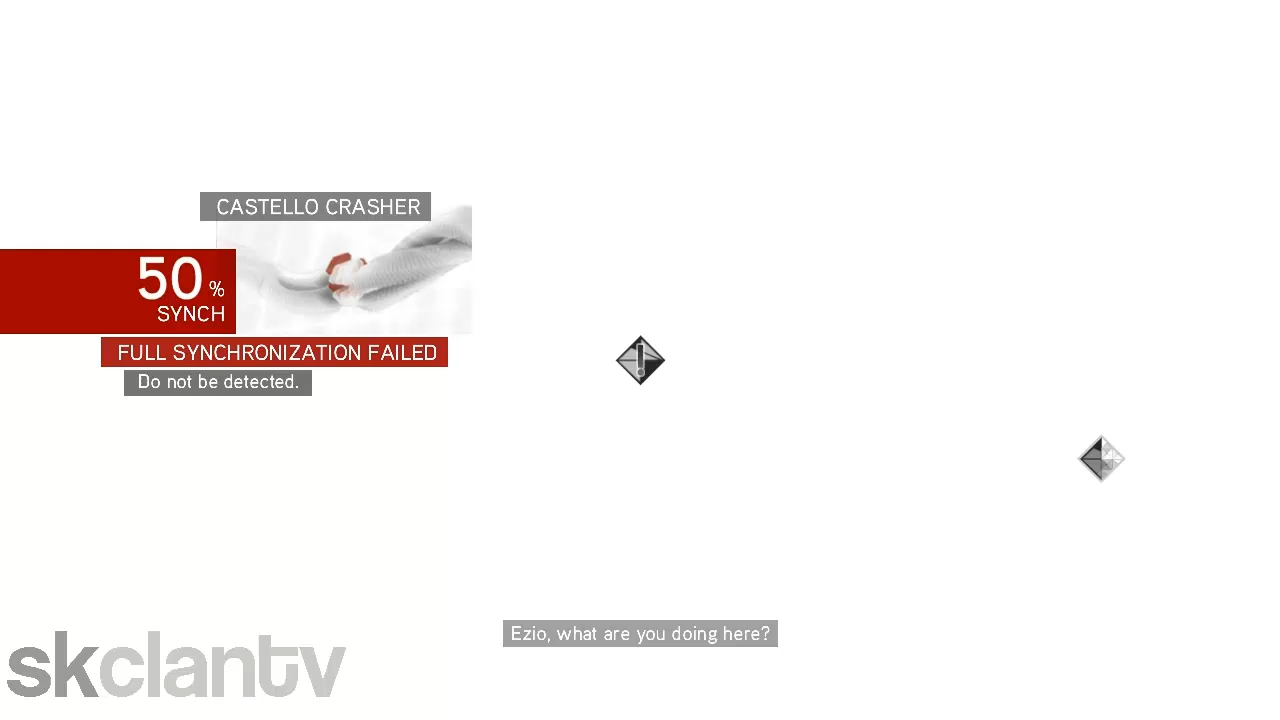 CASTELLO CRASHER
50 %
SYNCH
FULL SYNCHRONIZATION FAILED
Do not be detected.
Ezio, what are you doing here?
skclantv